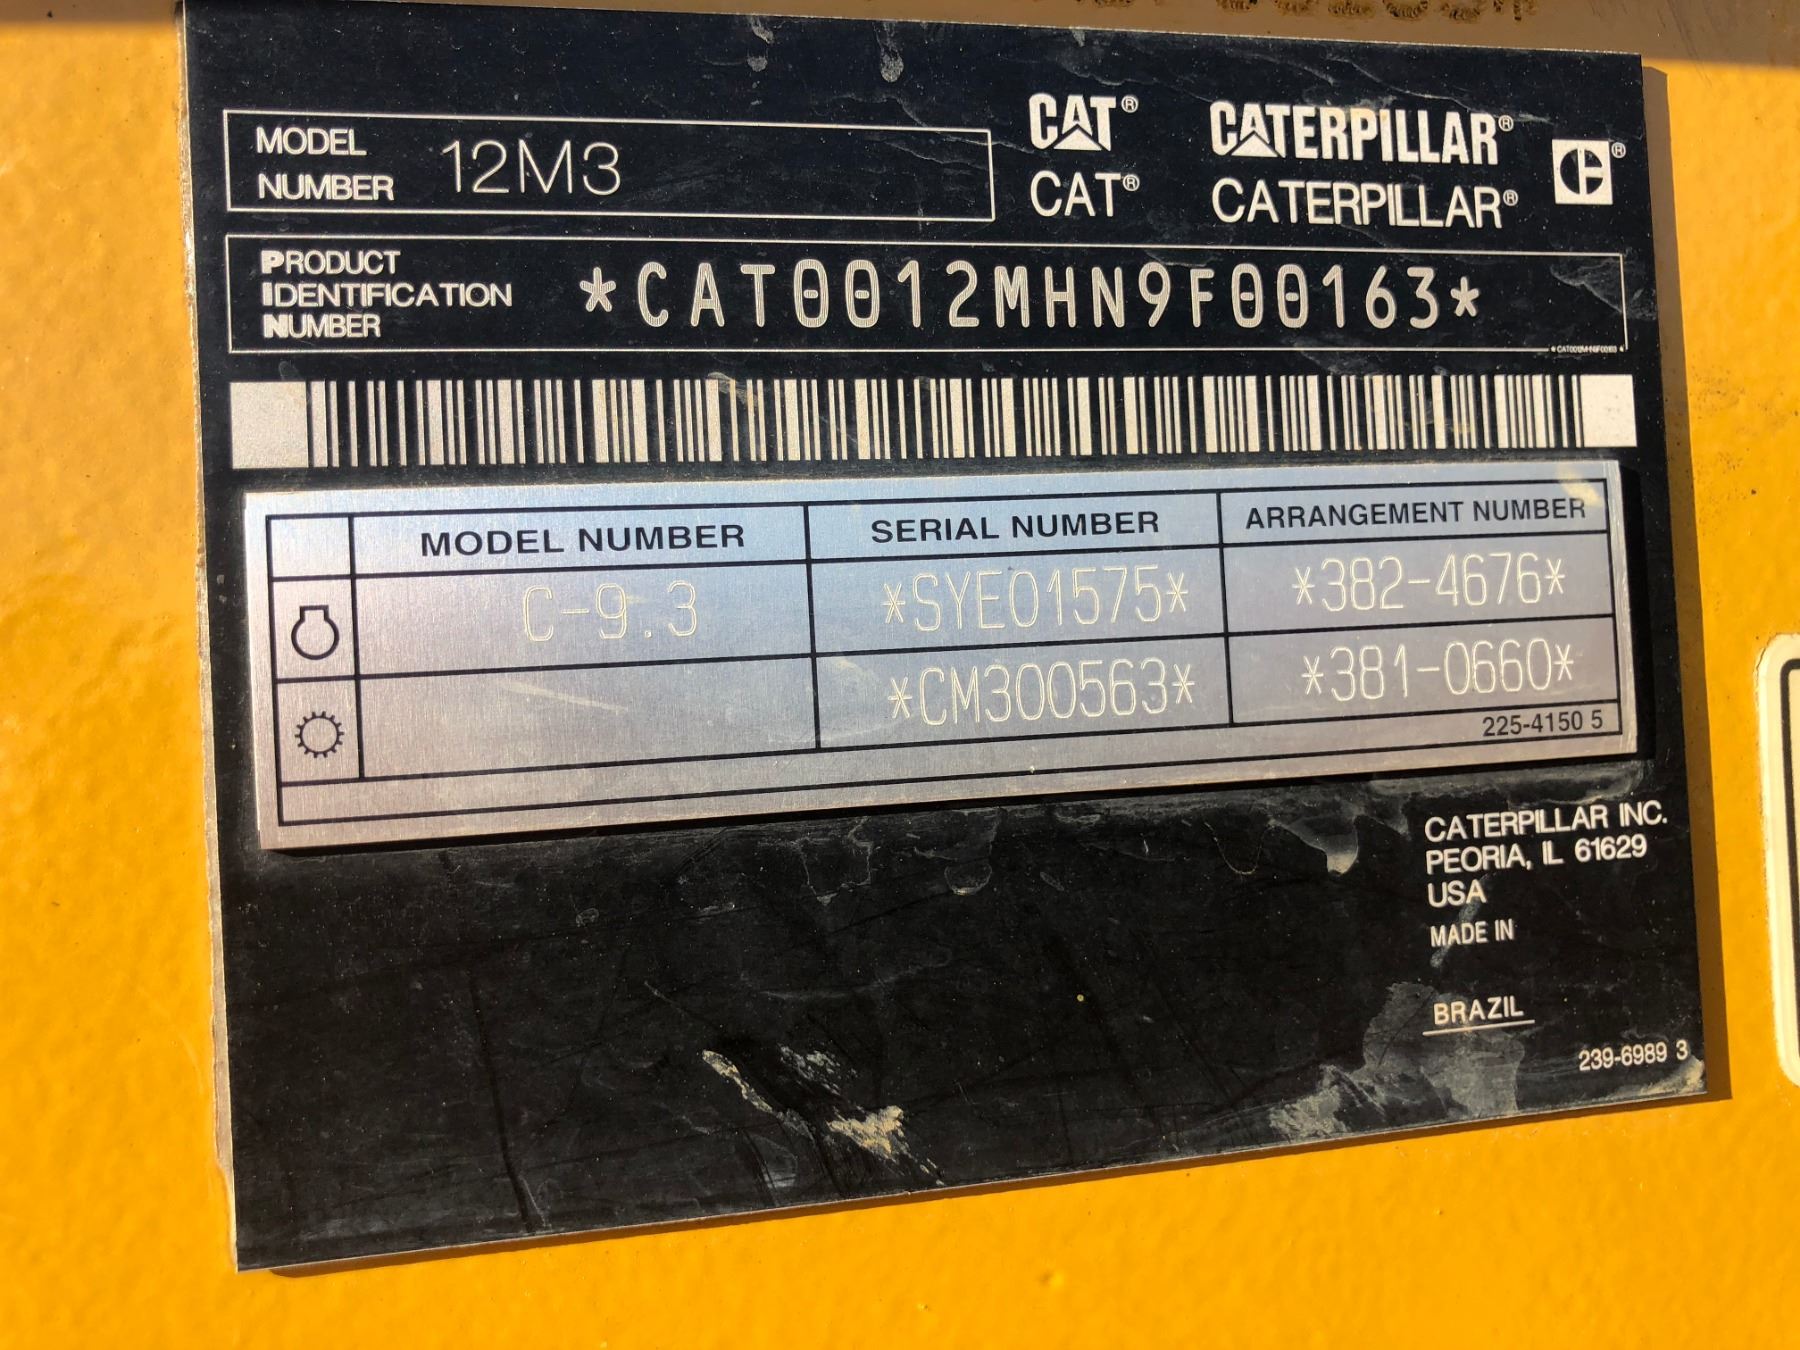 MODEL
NUMBER
12M3
CAT® CATERPILLAR®
CAT® CATERPILLAR®
PRODUCT
IDENTIFICATION
NUMBER
*CAT0012MHN9F00163*
*CAT0012MHN9F00163*
MODEL NUMBER SERIAL NUMBER ARRANGEMENT NUMBER
C-9.3 *SYE01575* *382-4676*
*CM300563* *381-0660*
225-4150 5
CATERPILLAR INC.
PEORIA, IL 61629
USA
MADE IN
BRAZIL
239-6989 3